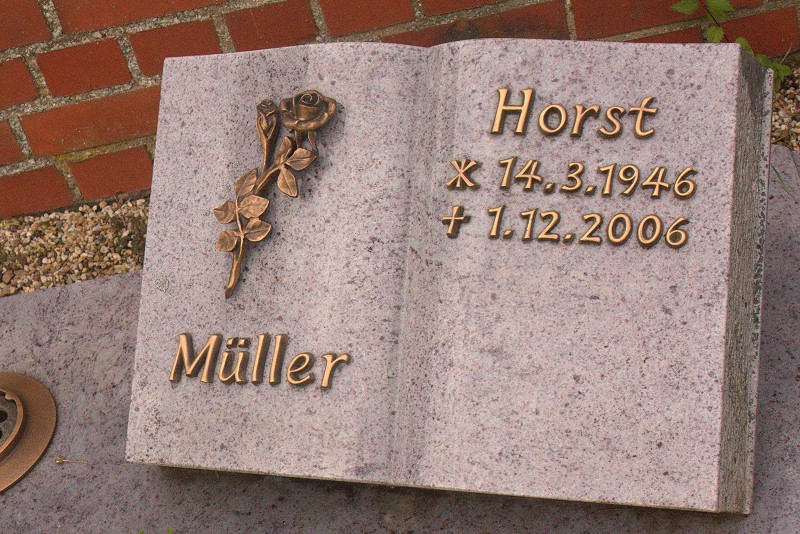 Müller
Horst
* 14.3.1946
† 1.12.2006